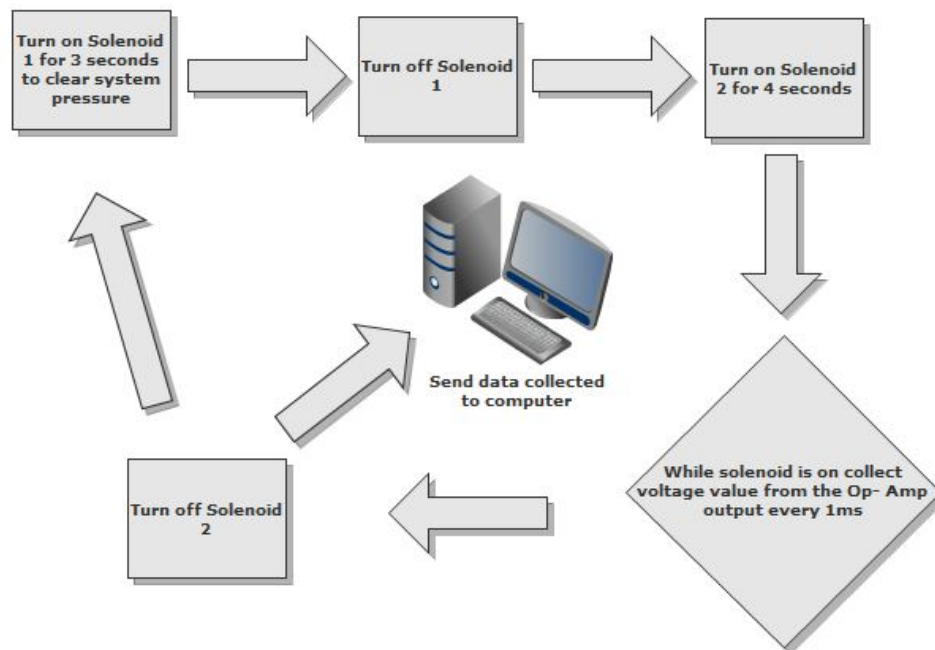 Turn on Solenoid
1 for 3 seconds
to clear system
pressure
Turn off Solenoid
1
Turn on Solenoid
2 for 4 seconds
Send data collected
to computer
While solenoid is on collect
voltage value from the Op- Amp
output every 1ms
Turn off Solenoid
2